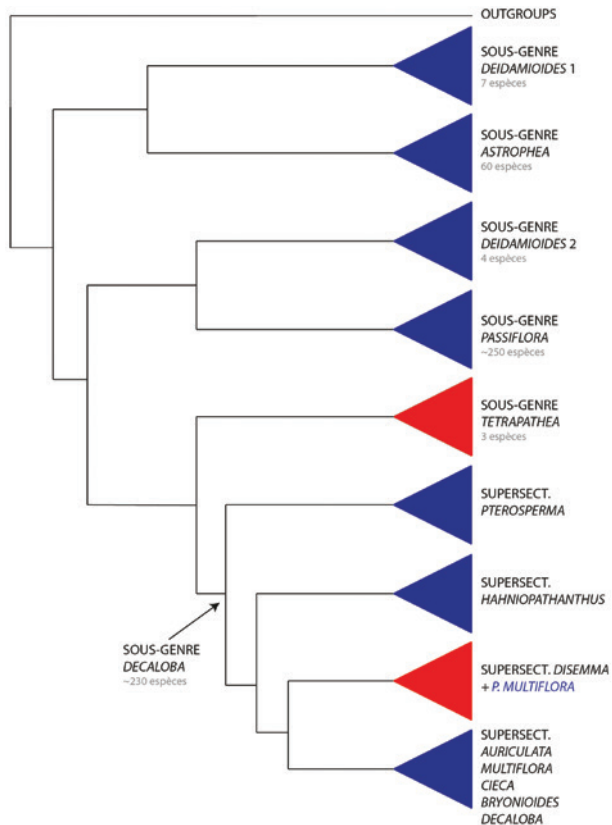 OUTGROUPS
SOUS-GENRE
DEIDAMIOIDES 1
7 espèces
SOUS-GENRE
ASTROPHEA
60 espèces
SOUS-GENRE
DEIDAMIOIDES 2
4 espèces
SOUS-GENRE
PASSIFLORA
~250 espèces
SOUS-GENRE
TETRAPATHEA
3 espèces
SUPERSECT.
PTEROSPERMA
SUPERSECT.
HAHNIOPATHANTHUS
SOUS-GENRE
DECALOBA
~230 espèces
SUPERSECT. DISEMMA
+ P. MULTIFLORA
SUPERSECT.
AURICULATA
MULTIFLORA
CIECA
BRYONIOIDES
DECALOBA